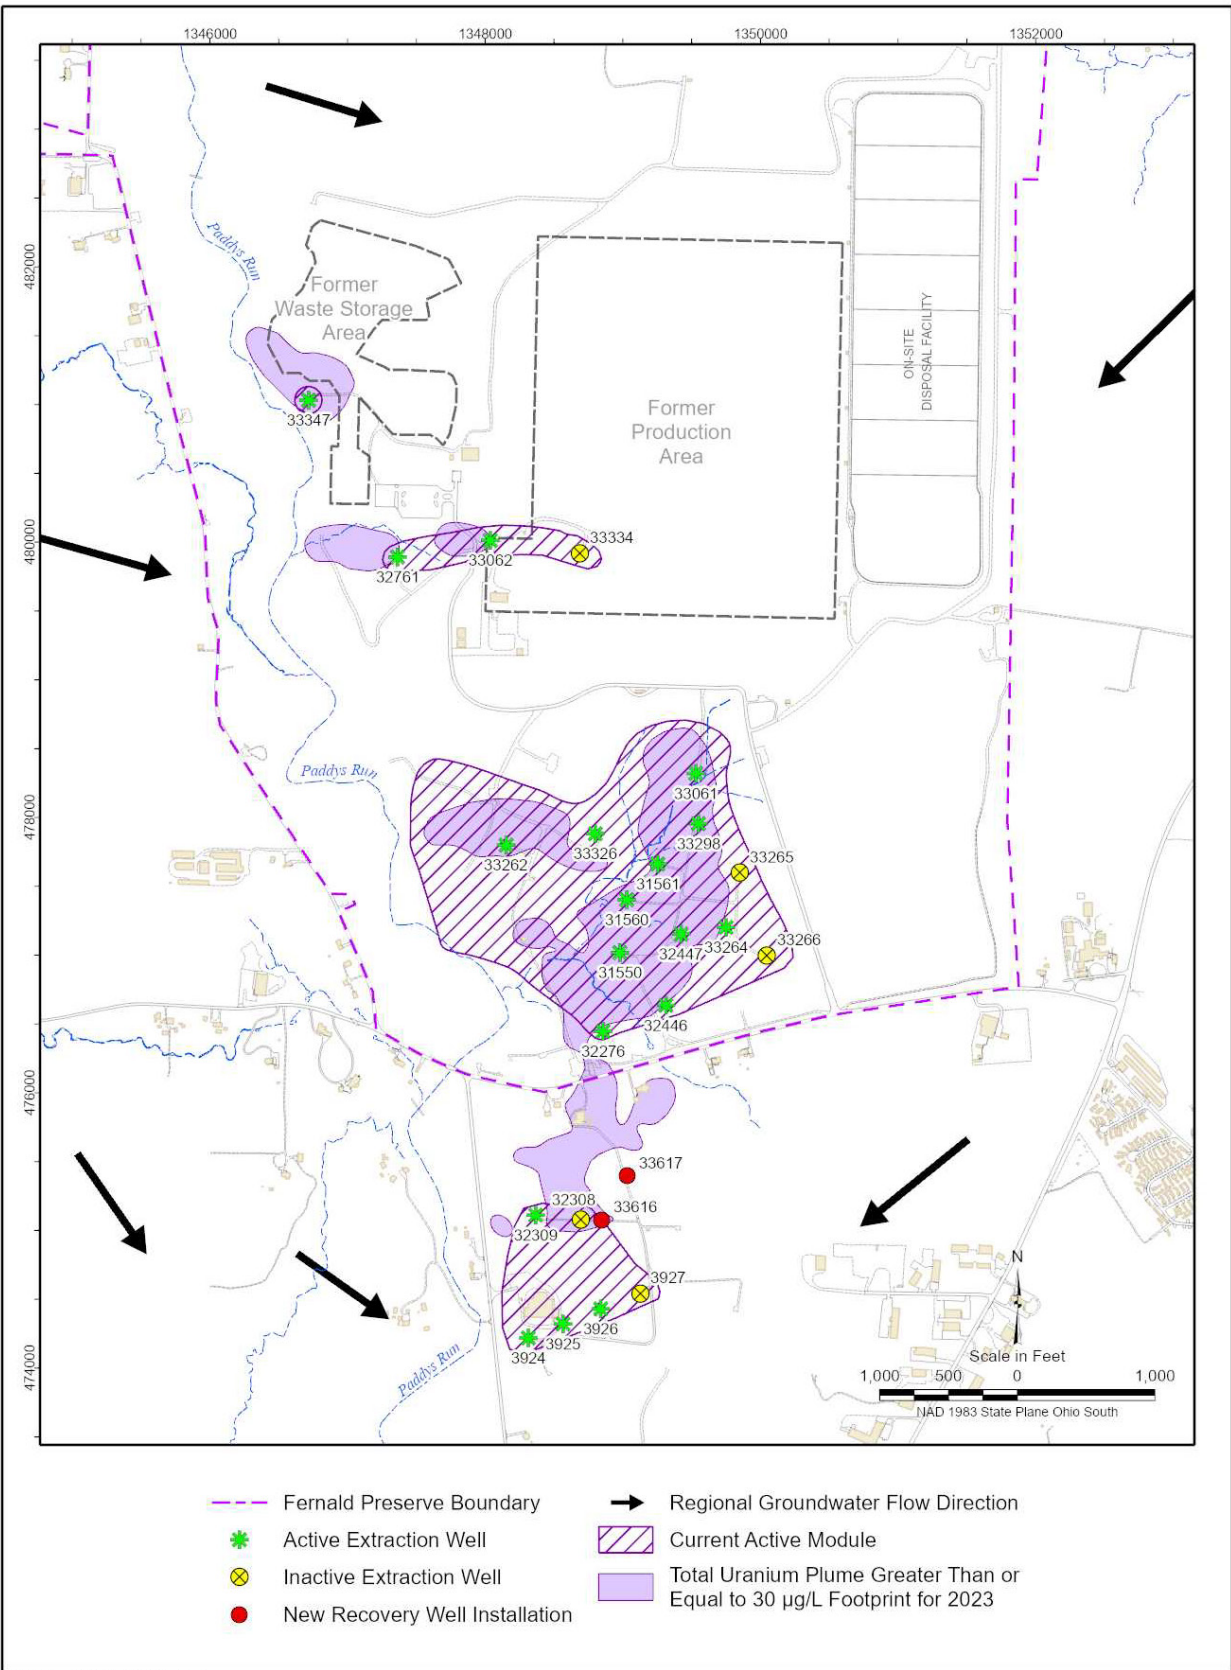 1346000
1348000
1350000
1352000
482000
480000
478000
476000
474000
Paddys Run
Former
Waste Storage
Area
33347
Former
Production
Area
ON-SITE
DISPOSAL FACILITY
33334
33062
32761
Paddys Run
33061
33298
33326
33262
33265
31561
31560
33266
33264
32447
31550
32446
32276
33617
32308
33616
32309
3927
3926
3925
3924
Paddys Run
N
Scale in Feet
1,000 500 0 1,000
NAD 1983 State Plane Ohio South
Fernald Preserve Boundary
Active Extraction Well
Inactive Extraction Well
New Recovery Well Installation
Regional Groundwater Flow Direction
Current Active Module
Total Uranium Plume Greater Than or
Equal to 30 µg/L Footprint for 2023